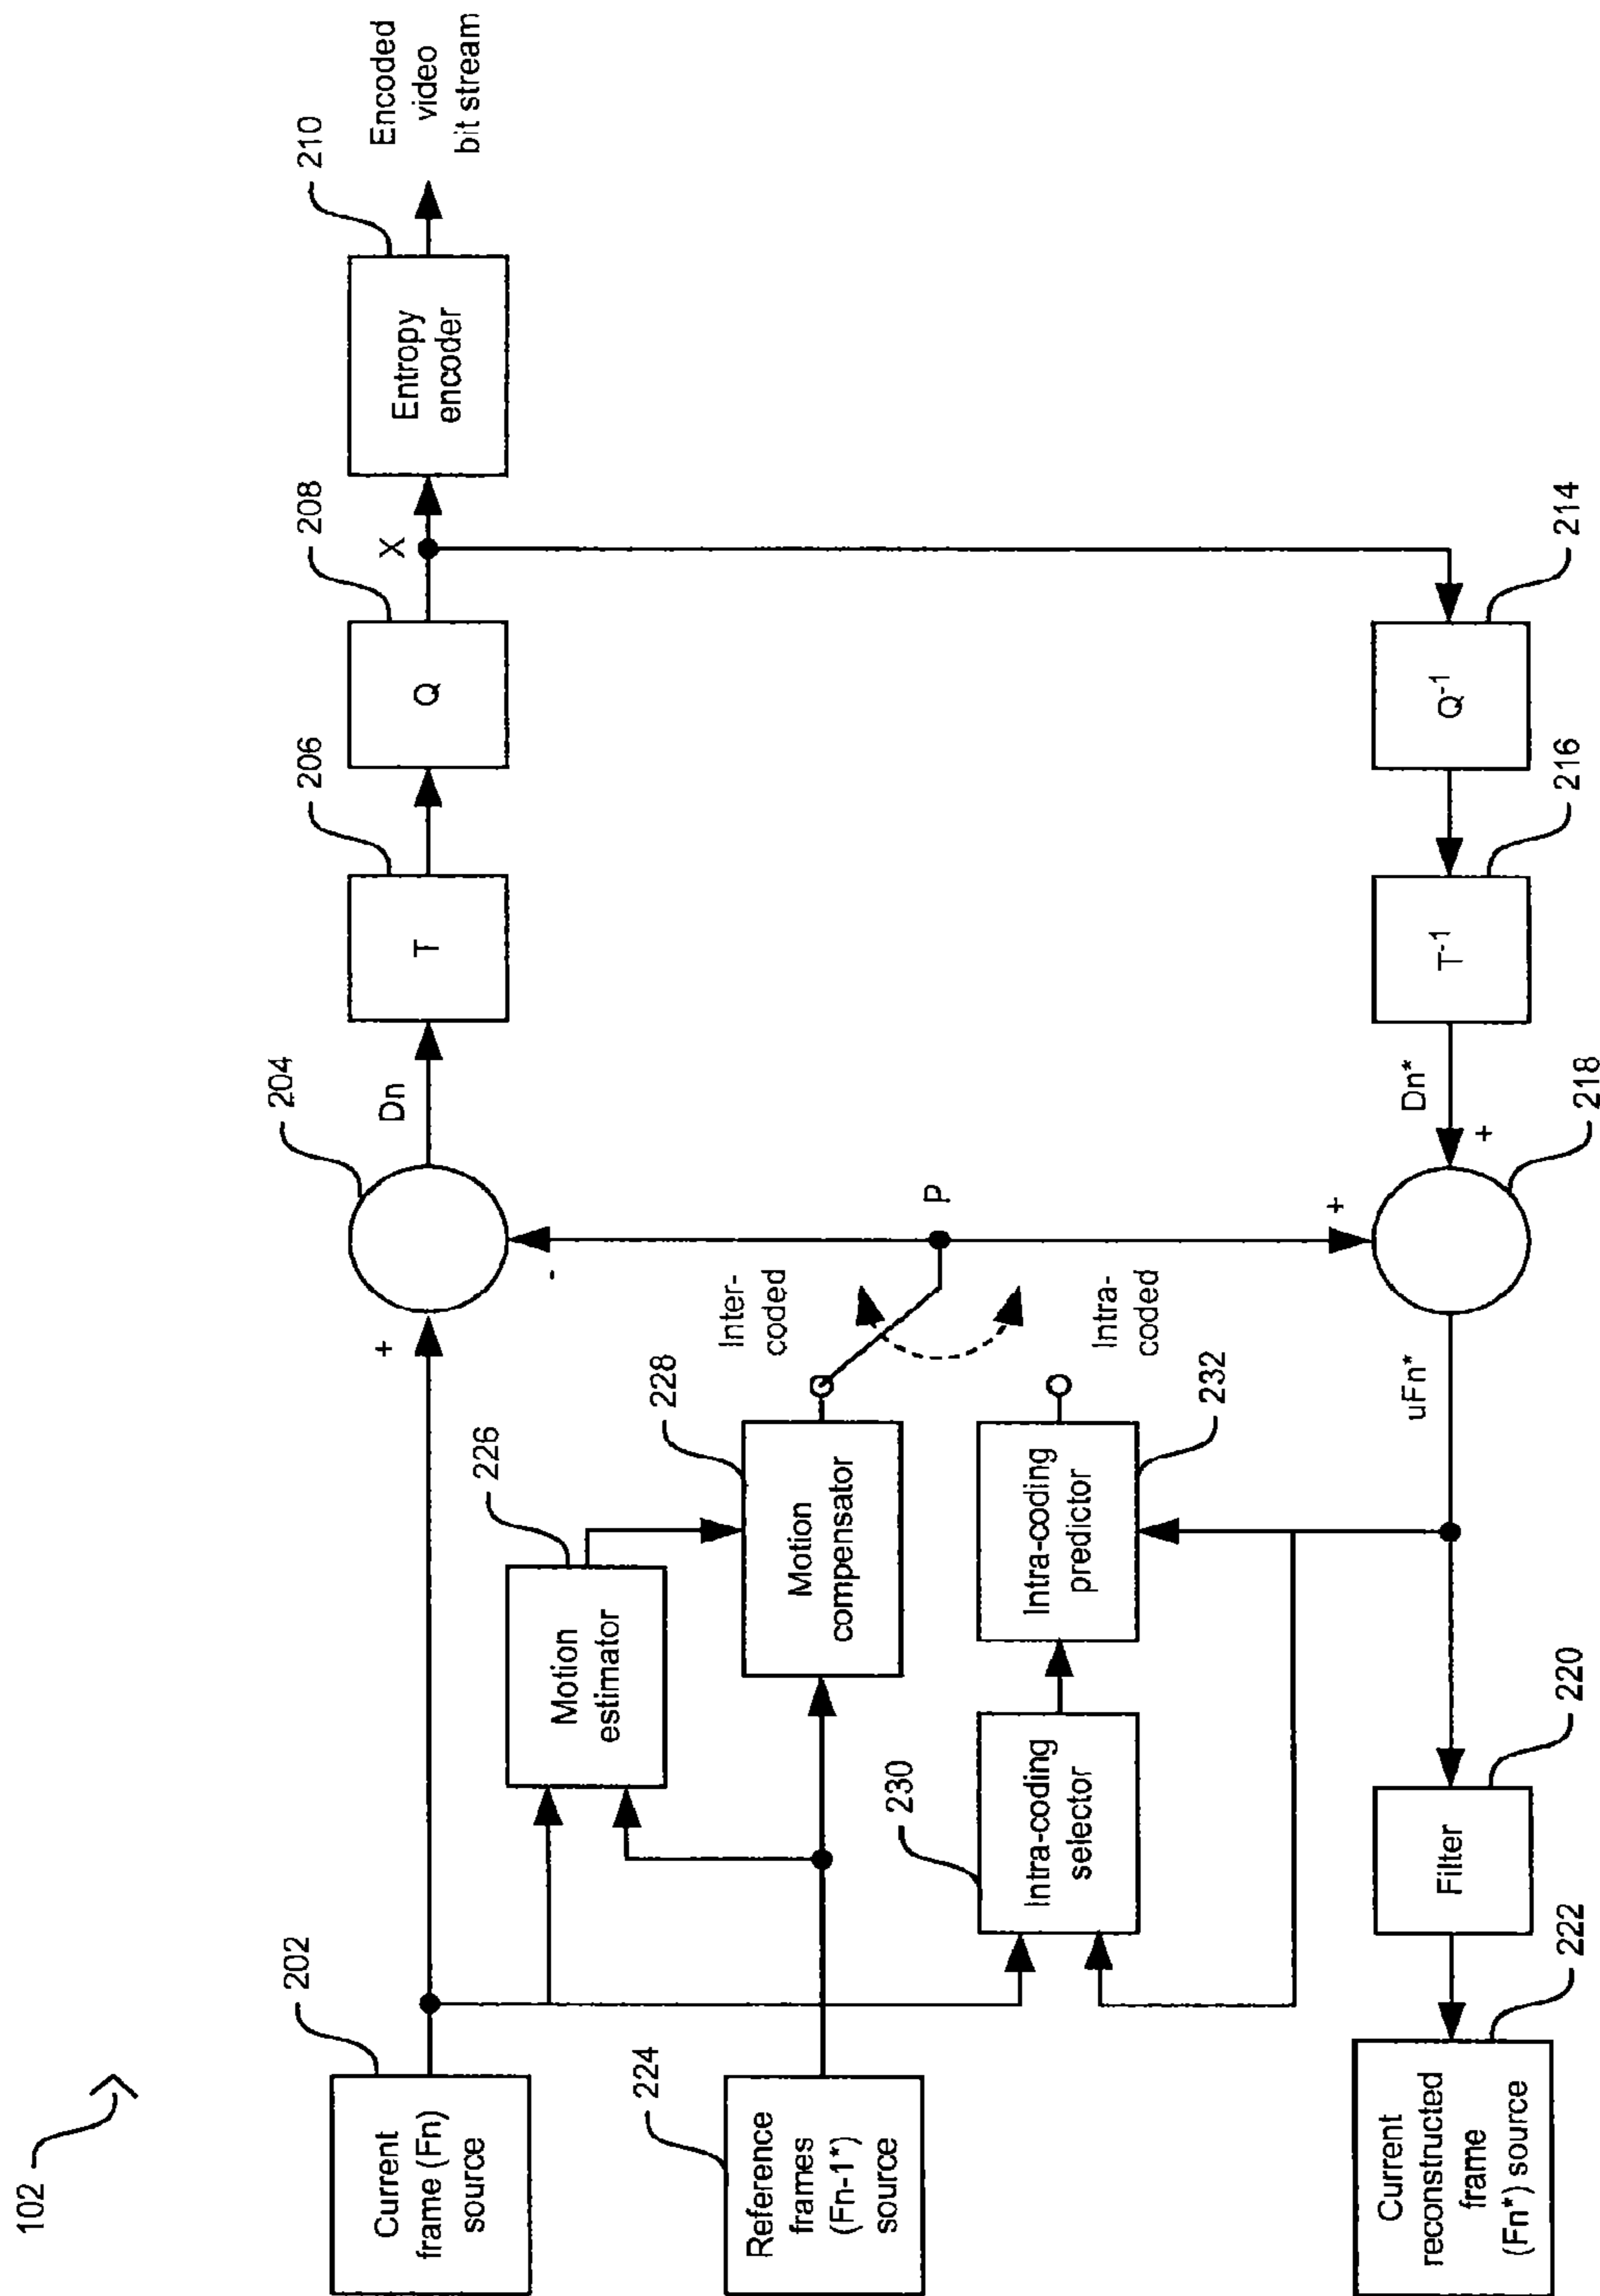 102
202
Current
frame (Fn)
source
+
204
Dn
206
T
208
Q
X
210
Entropy
encoder
Encoded
video
bit stream
-
226
Motion
estimator
224
Reference
frames
(Fn-1*)
source
228
Motion
compensator
Inter-
coded
P
230
Intra-coding
selector
232
Intra-coding
predictor
Intra-
coded
+
222
Current
reconstructed
frame
(Fn*) source
220
Filter
uFn*
218
+
Dn*
216
T-1
214
Q-1